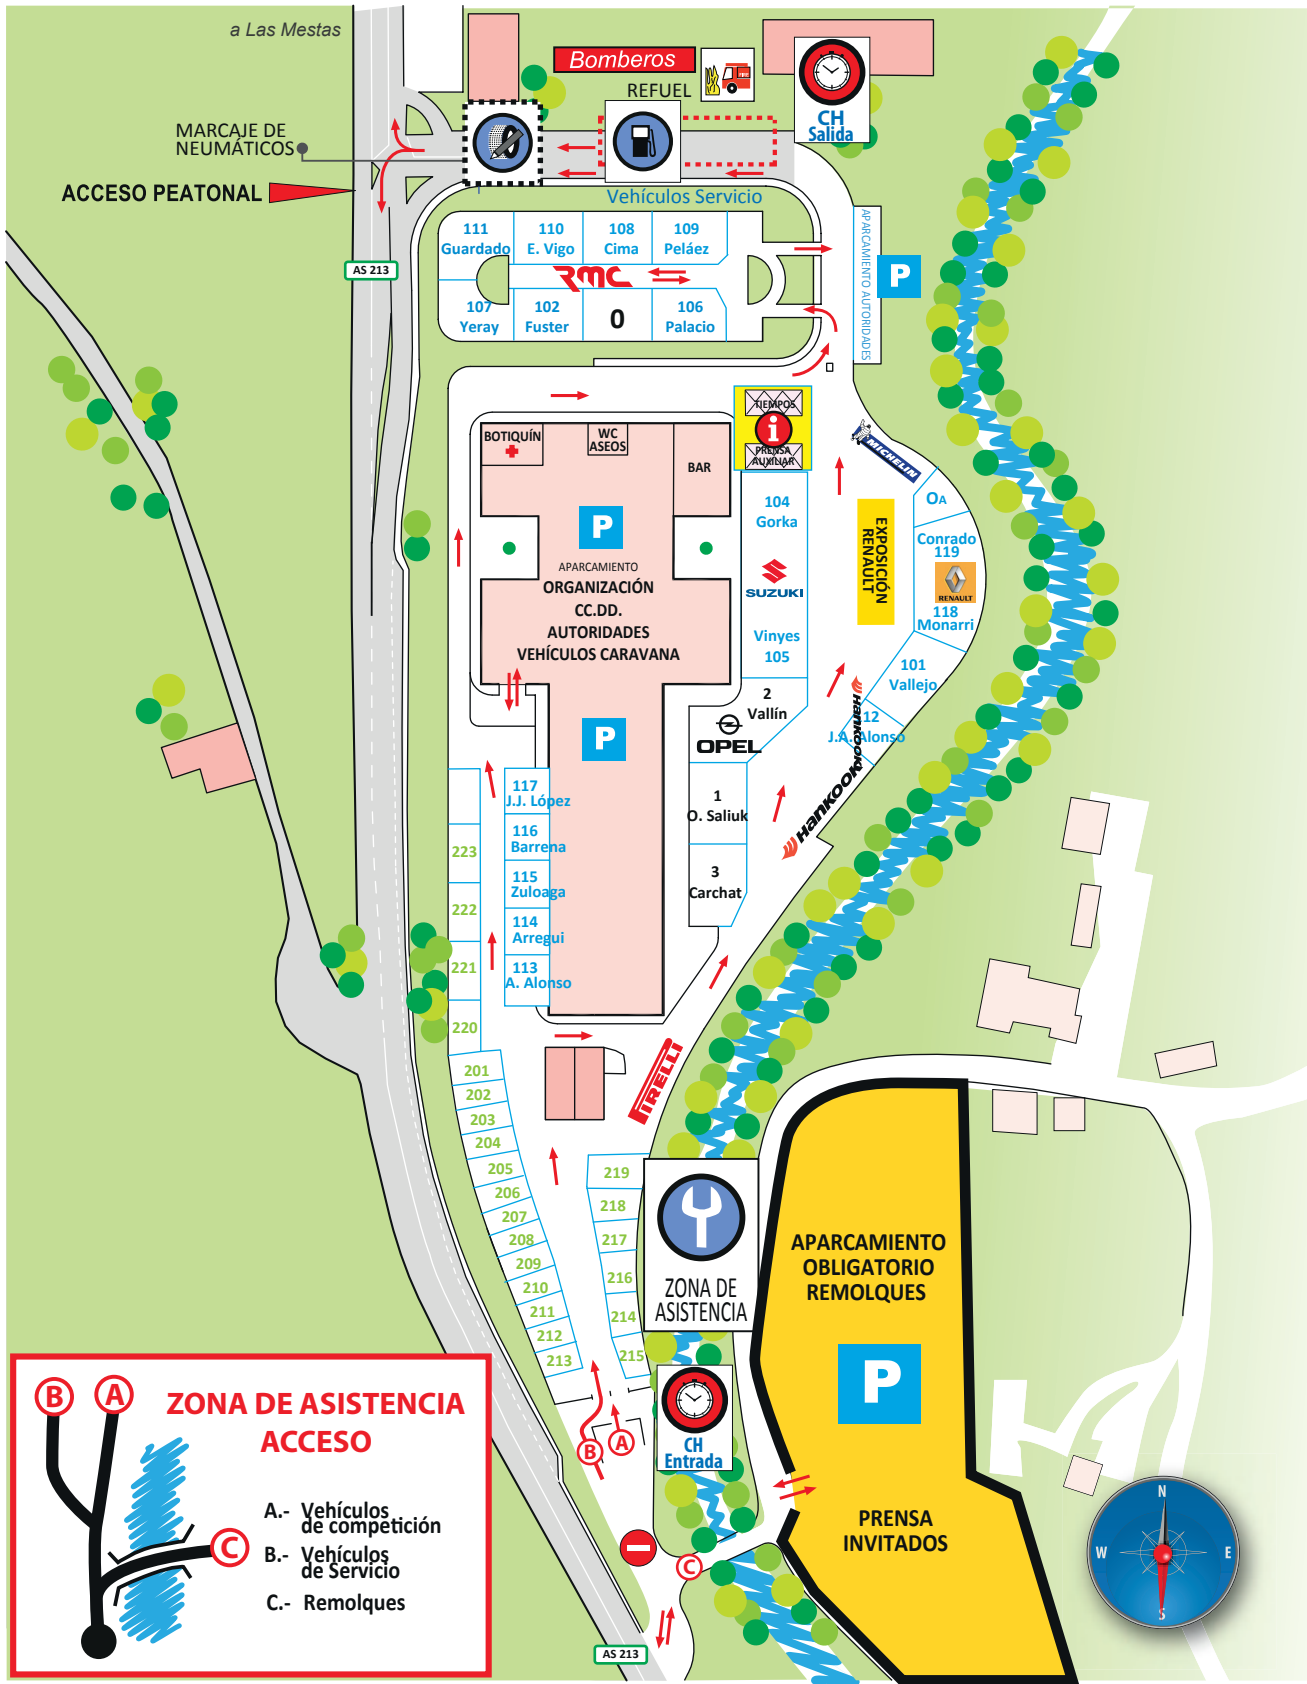 a Las Mestas
Bomberos
REFUEL
CH
Salida
MARCAJE DE
NEUMÁTICOS
ACCESO PEATONAL
Vehículos Servicio
111
Guardado
110
E. Vigo
108
Cima
109
Peláez
APARCAMIENTO AUTORIDADES
P
AS 213
RMC
107
Yeray
102
Fuster
0
106
Palacio
TIEMPOS
i
PRENSA
AUXILIAR
BOTIQUÍN
WC
ASEOS
BAR
MICHELIN
OA
104
Gorka
SUZUKI
Vinyes
105
EXPOSICIÓN
RENAULT
Conrado
119
RENAULT
118
Monarri
P
APARCAMIENTO
ORGANIZACIÓN
CC.DD.
AUTORIDADES
VEHÍCULOS CARAVANA
101
Vallejo
2
Vallín
OPEL
12
J.A. Alonso
HANKOOK
HANKOOK
P
117
J.J. López
1
O. Saliuk
116
Barrena
223
115
Zuloaga
3
Carchat
222
114
Arregui
221
113
A. Alonso
220
PIRELLI
201
202
203
204
205
206
207
208
209
210
211
212
213
219
218
217
216
214
215
ZONA DE
ASISTENCIA
APARCAMIENTO
OBLIGATORIO
REMOLQUES
P
PRENSA
INVITADOS
CH
Entrada
B
A
C
AS 213
N
W
E
S
B
A
C
ZONA DE ASISTENCIA
ACCESO
A.- Vehículos
de competición
B.- Vehículos
de Servicio
C.- Remolques